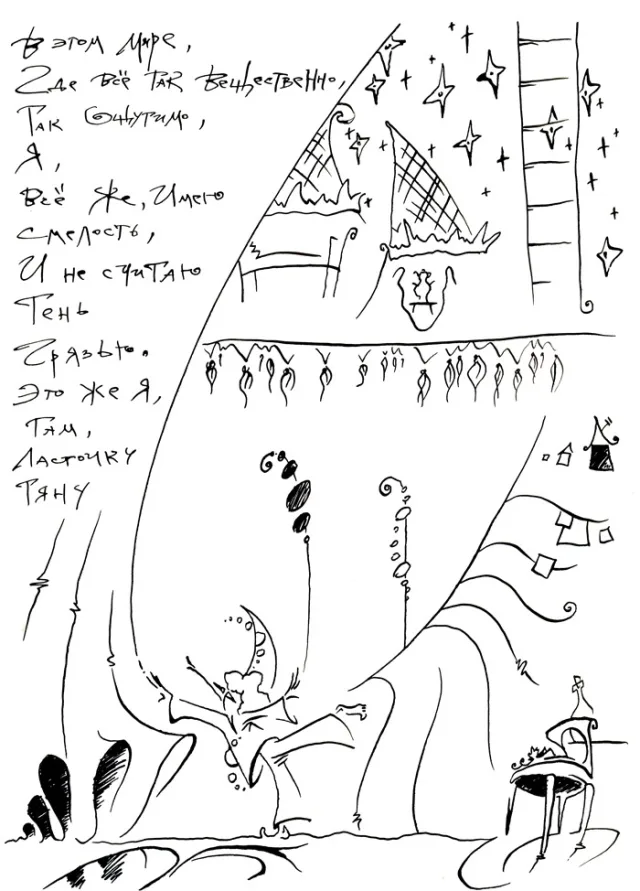 В этом мире,
Где всё так вещественно,
Так ощутимо,
Я,
Всё же, имею
смелость,
И не считаю
Тень
Грязью.
Это же я,
там,
Ласточку
тяну